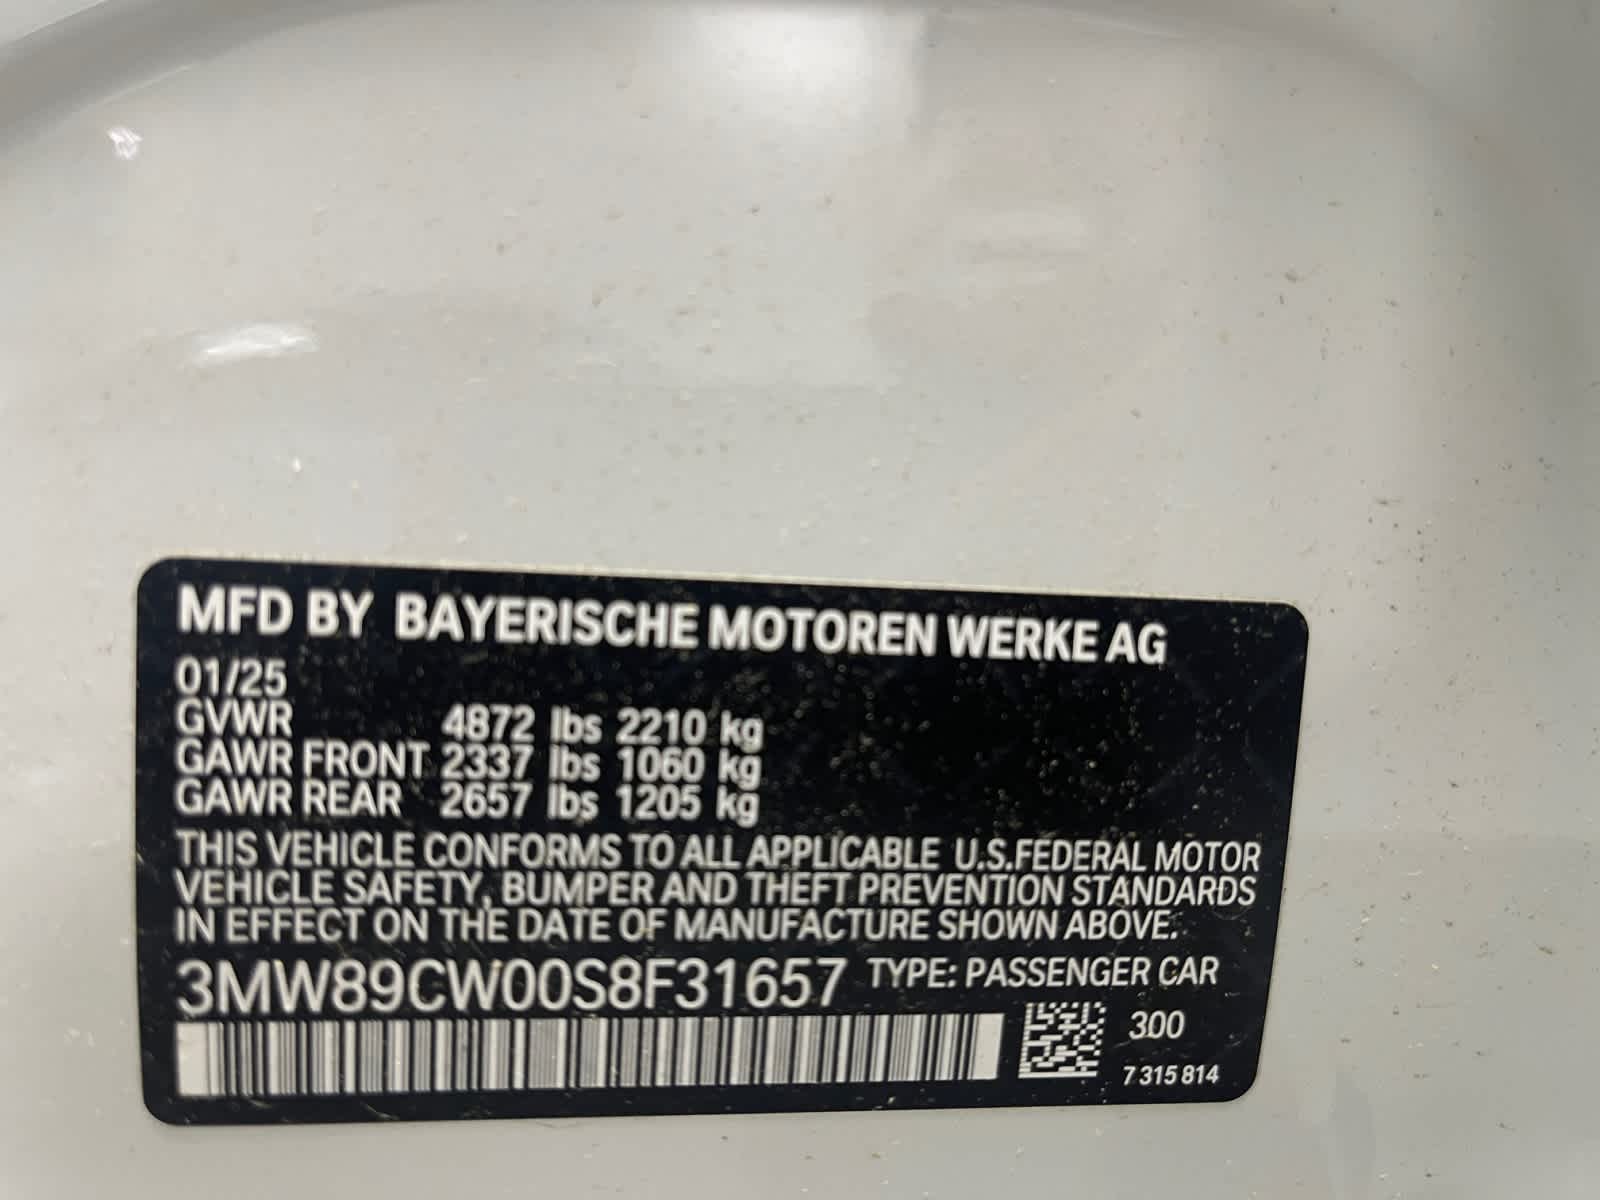 MFD BY BAYERISCHE MOTOREN WERKE AG
01/25
GVWR 4872 lbs 2210 kg
GAWR FRONT 2337 lbs 1060 kg
GAWR REAR 2657 lbs 1205 kg
THIS VEHICLE CONFORMS TO ALL APPLICABLE U.S.FEDERAL MOTOR
VEHICLE SAFETY, BUMPER AND THEFT PREVENTION STANDARDS
IN EFFECT ON THE DATE OF MANUFACTURE SHOWN ABOVE.
3MW89CW00S8F31657 TYPE: PASSENGER CAR
300
7 315 814